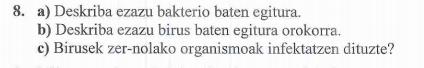 8. a) Deskriba ezazu bakterio baten egitura.
b) Deskriba ezazu birus baten egitura orokorra.
c) Birusek zer-nolako organismoak infektatzen dituzte?